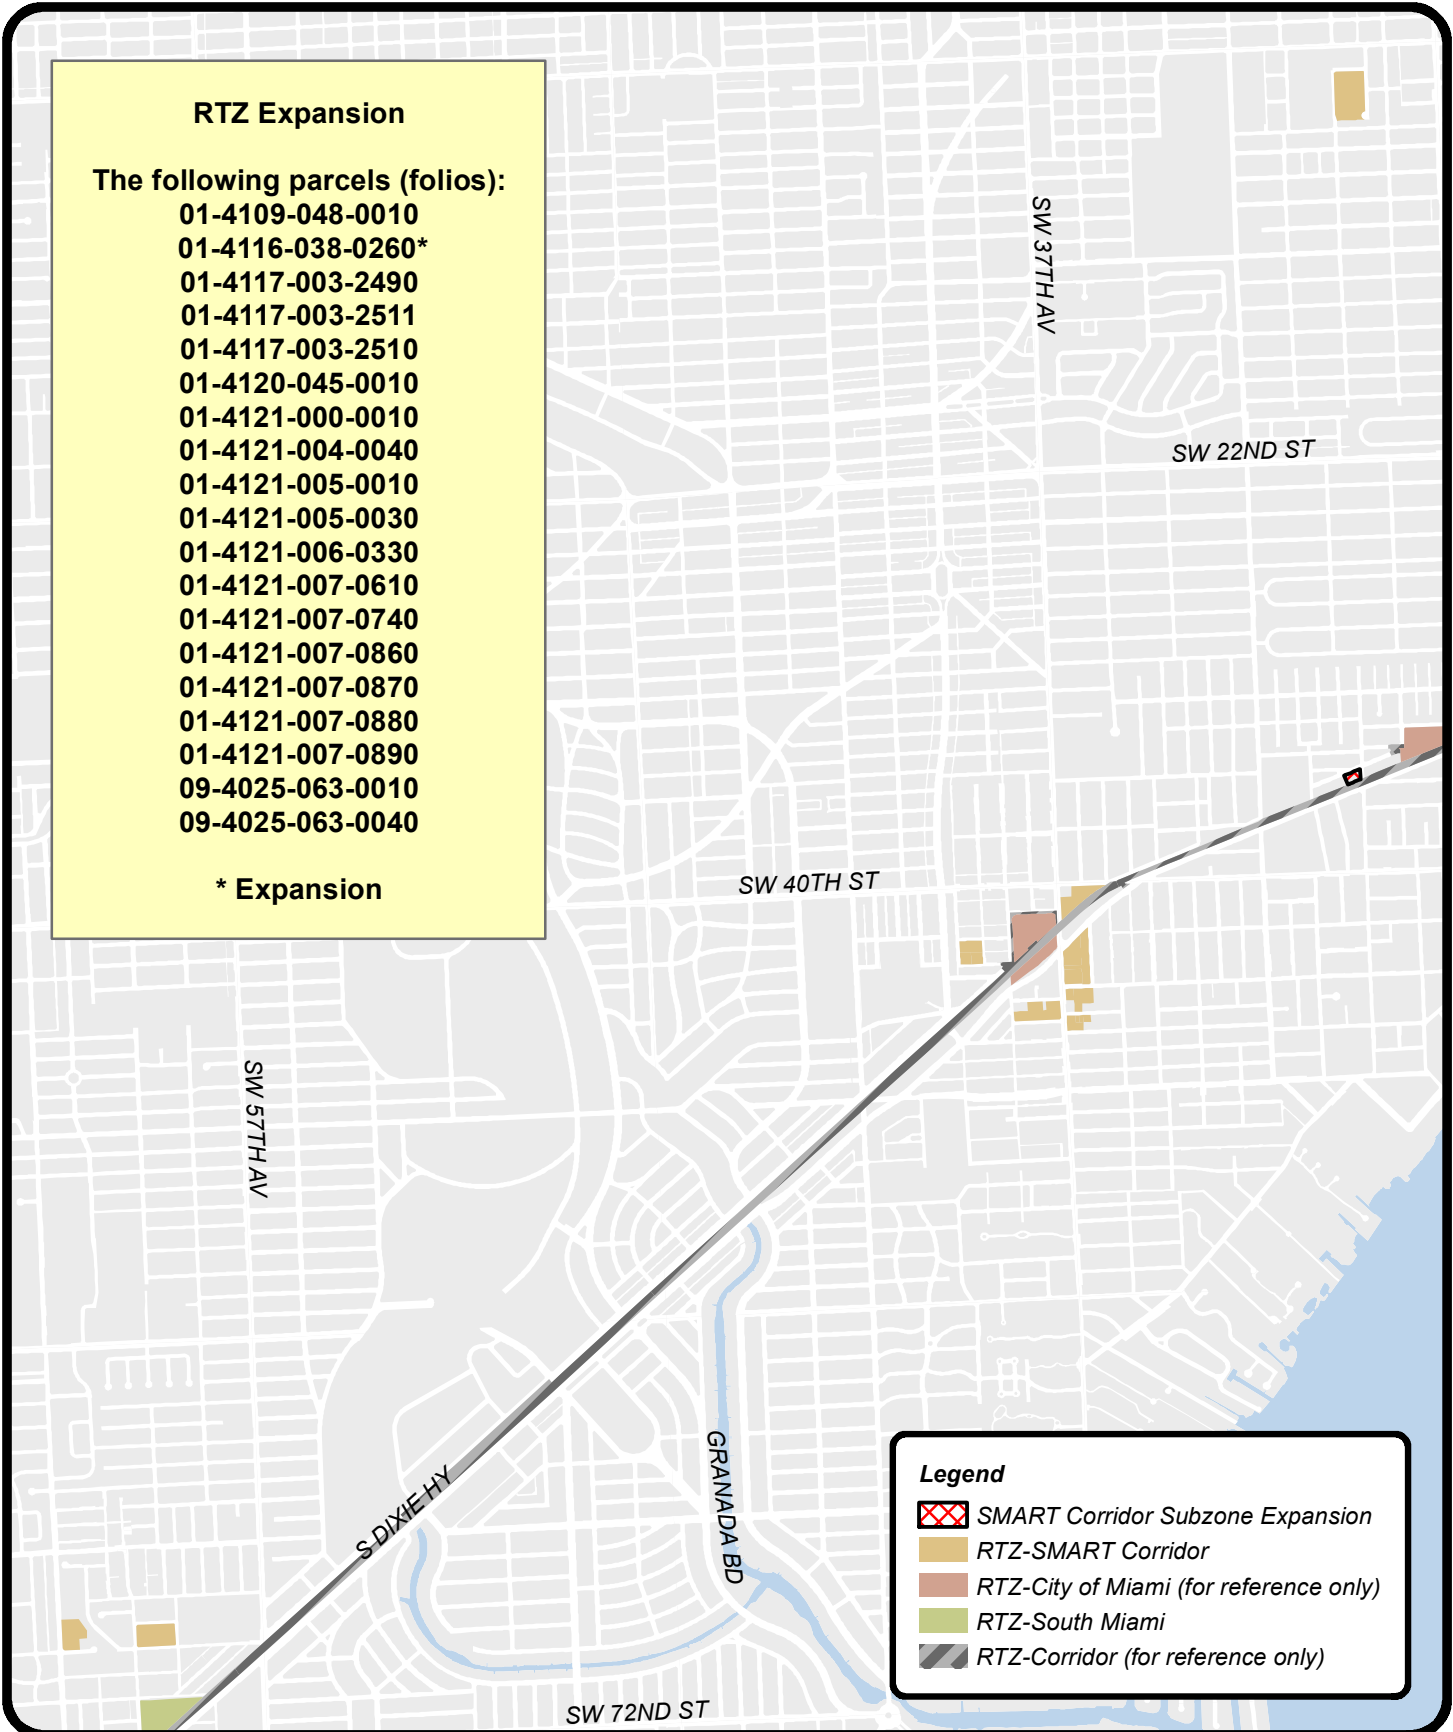 RTZ Expansion
The following parcels (folios):
01-4109-048-0010
01-4116-038-0260*
01-4117-003-2490
01-4117-003-2511
01-4117-003-2510
01-4120-045-0010
01-4121-000-0010
01-4121-004-0040
01-4121-005-0010
01-4121-005-0030
01-4121-006-0330
01-4121-007-0610
01-4121-007-0740
01-4121-007-0860
01-4121-007-0870
01-4121-007-0880
01-4121-007-0890
09-4025-063-0010
09-4025-063-0040
* Expansion
SW 37TH AV
SW 22ND ST
SW 40TH ST
SW 57TH AV
S DIXIE HY
GRANADA BD
SW 72ND ST
Legend
SMART Corridor Subzone Expansion
RTZ-SMART Corridor
RTZ-City of Miami (for reference only)
RTZ-South Miami
RTZ-Corridor (for reference only)